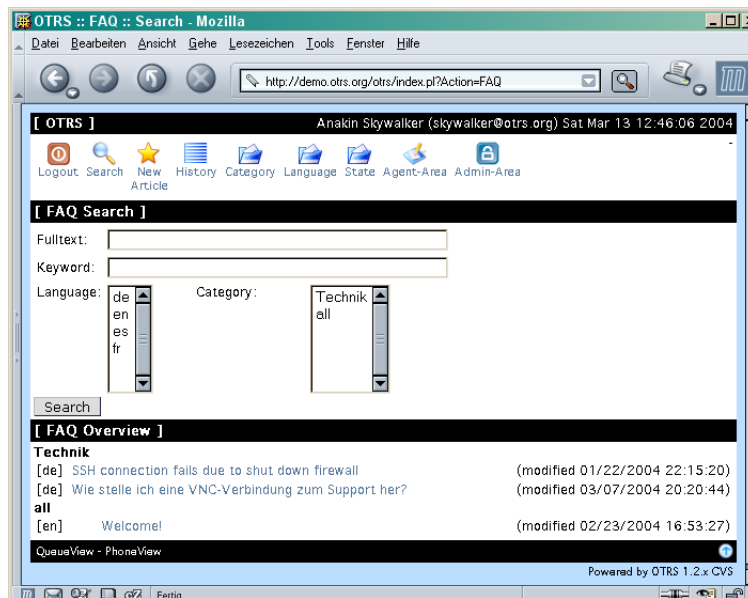 OTRS :: FAQ :: Search - Mozilla
Datei Bearbeiten Ansicht Gehe Lesezeichen Tools Fenster Hilfe
http://demo.otrs.org/otrs/index.pl?Action=FAQ
[ OTRS ] Anakin Skywalker (skywalker@otrs.org) Sat Mar 13 12:46:06 2004
-
Logout Search New Article History Category Language State Agent-Area Admin-Area
[ FAQ Search ]
Fulltext:
Keyword:
Language: de Category: Technik
en all
es
fr
Search
[ FAQ Overview ]
Technik
[de] SSH connection fails due to shut down firewall (modified 01/22/2004 22:15:20)
[de] Wie stelle ich eine VNC-Verbindung zum Support her? (modified 03/07/2004 20:20:44)
all
[en] Welcome! (modified 02/23/2004 16:53:27)
QueueView - PhoneView
Powered by OTRS 1.2.x CVS
Fertig